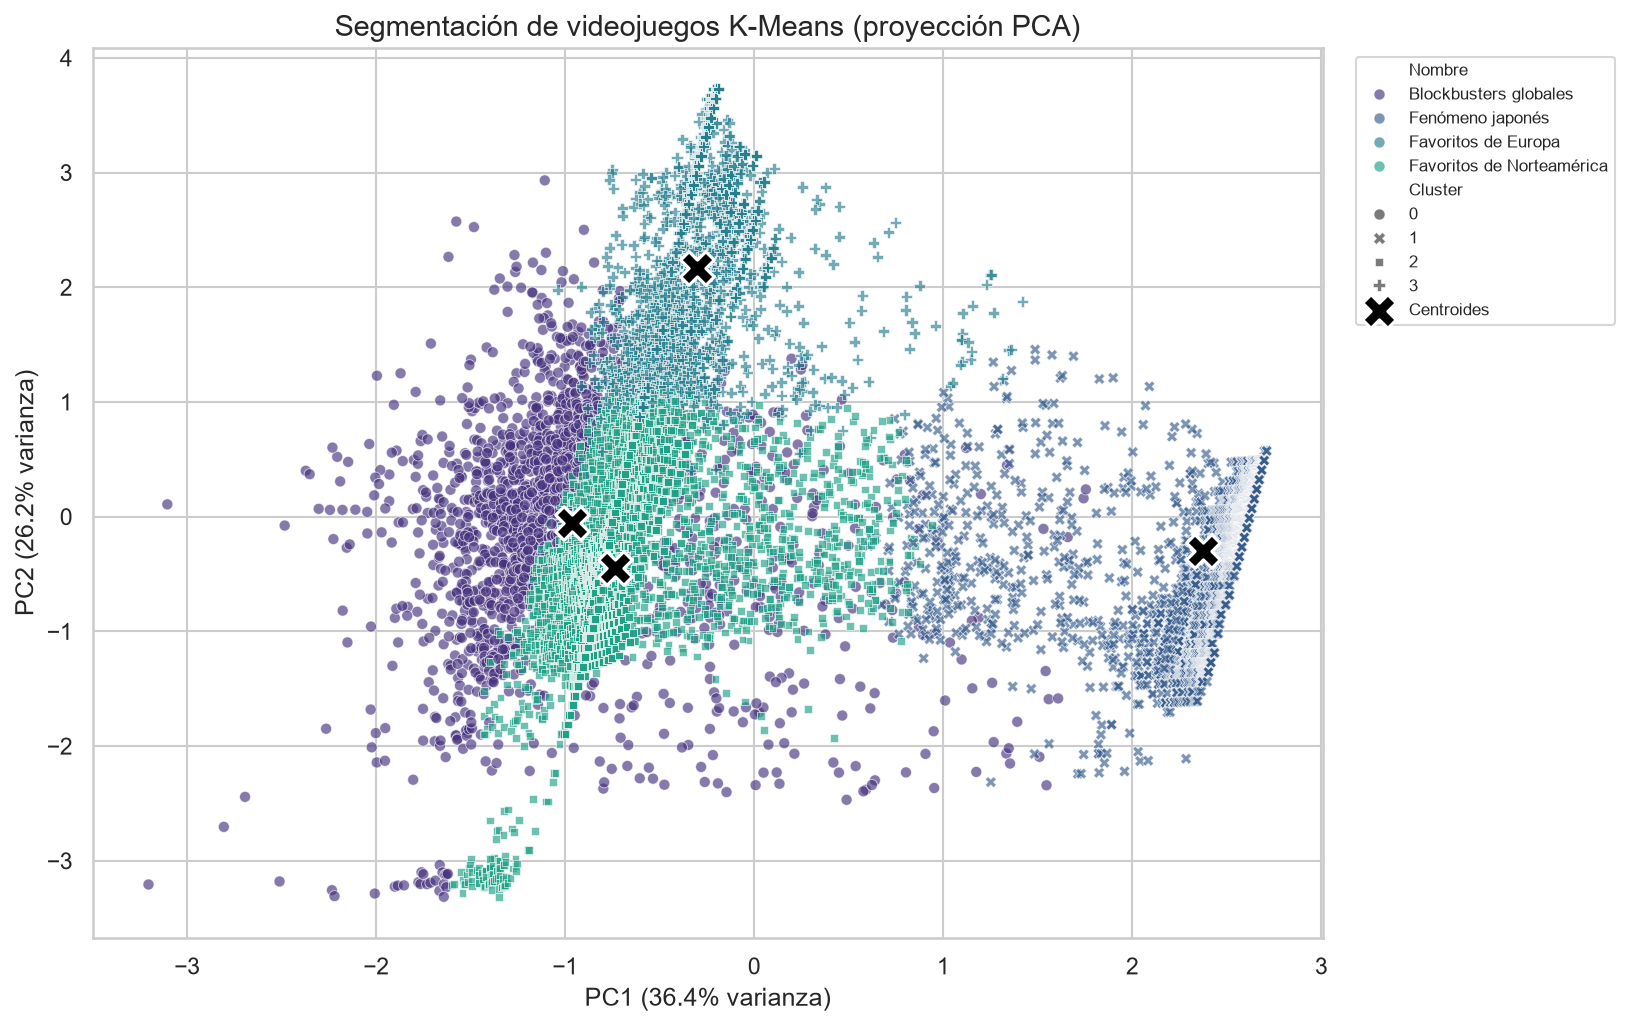 Segmentación de videojuegos K-Means (proyección PCA)
4
3
2
1
0
−1
−2
−3
PC2 (26.2% varianza)
−3
−2
−1
0
1
2
3
PC1 (36.4% varianza)
Nombre
Blockbusters globales
Fenómeno japonés
Favoritos de Europa
Favoritos de Norteamérica
Cluster
0
1
2
3
Centroides